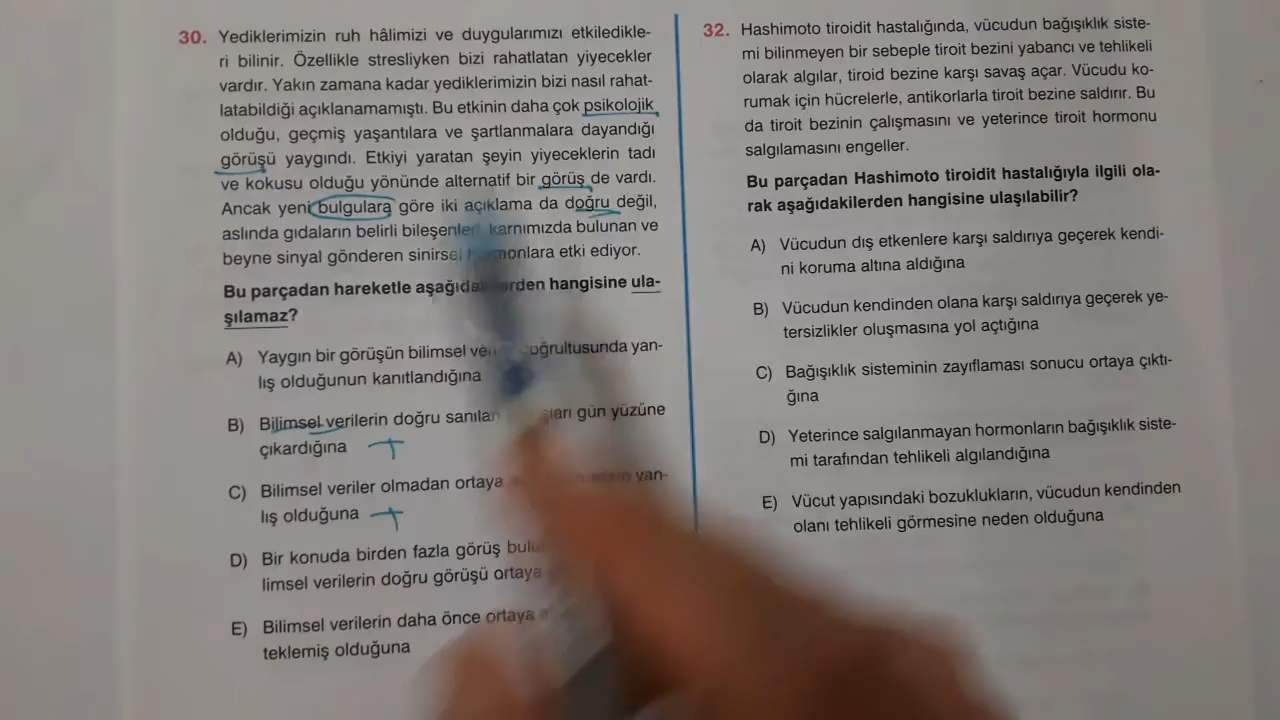 30. Yediklerimizin ruh hâlimizi ve duygularımızı etkiledikle-
ri bilinir. Özellikle stresliyken bizi rahatlatan yiyecekler
vardır. Yakın zamana kadar yediklerimizin bizi nasıl rahat-
latabildiği açıklanamamıştı. Bu etkinin daha çok psikolojik
olduğu, geçmiş yaşantılara ve şartlanmalara dayandığı
görüşü yaygındı. Etkiyi yaratan şeyin yiyeceklerin tadı
ve kokusu olduğu yönünde alternatif bir görüş de vardı.
Ancak yeni bulgulara göre iki açıklama da doğru değil,
aslında gıdaların belirli bileşenleri karnımızda bulunan ve
beyne sinyal gönderen sinirsel hormonlara etki ediyor.
Bu parçadan hareketle aşağıdakilerden hangisine ula-
şılamaz?
A) Yaygın bir görüşün bilimsel doğrultusunda yan-
lış olduğunun kanıtlandığına
B) Bilimsel verilerin doğru sanılan gün yüzüne
çıkardığına
C) Bilimsel veriler olmadan ortaya yan-
lış olduğuna
D) Bir konuda birden fazla görüş
limsel verilerin doğru görüşü ortaya
E) Bilimsel verilerin daha önce ortaya
teklemiş olduğuna
32. Hashimoto tiroidit hastalığında, vücudun bağışıklık siste-
mi bilinmeyen bir sebeple tiroit bezini yabancı ve tehlikeli
olarak algılar, tiroid bezine karşı savaş açar. Vücudu ko-
rumak için hücrelerle, antikorlarla tiroit bezine saldırır. Bu
da tiroit bezinin çalışmasını ve yeterince tiroit hormonu
salgılamasını engeller.
Bu parçadan Hashimoto tiroidit hastalığıyla ilgili ola-
rak aşağıdakilerden hangisine ulaşılabilir?
A) Vücudun dış etkenlere karşı saldırıya geçerek kendi-
ni koruma altına aldığına
B) Vücudun kendinden olana karşı saldırıya geçerek ye-
tersizlikler oluşmasına yol açtığına
C) Bağışıklık sisteminin zayıflaması sonucu ortaya çıktı-
ğına
D) Yeterince salgılanmayan hormonların bağışıklık siste-
mi tarafından tehlikeli algılandığına
E) Vücut yapısındaki bozuklukların, vücudun kendinden
olanı tehlikeli görmesine neden olduğuna